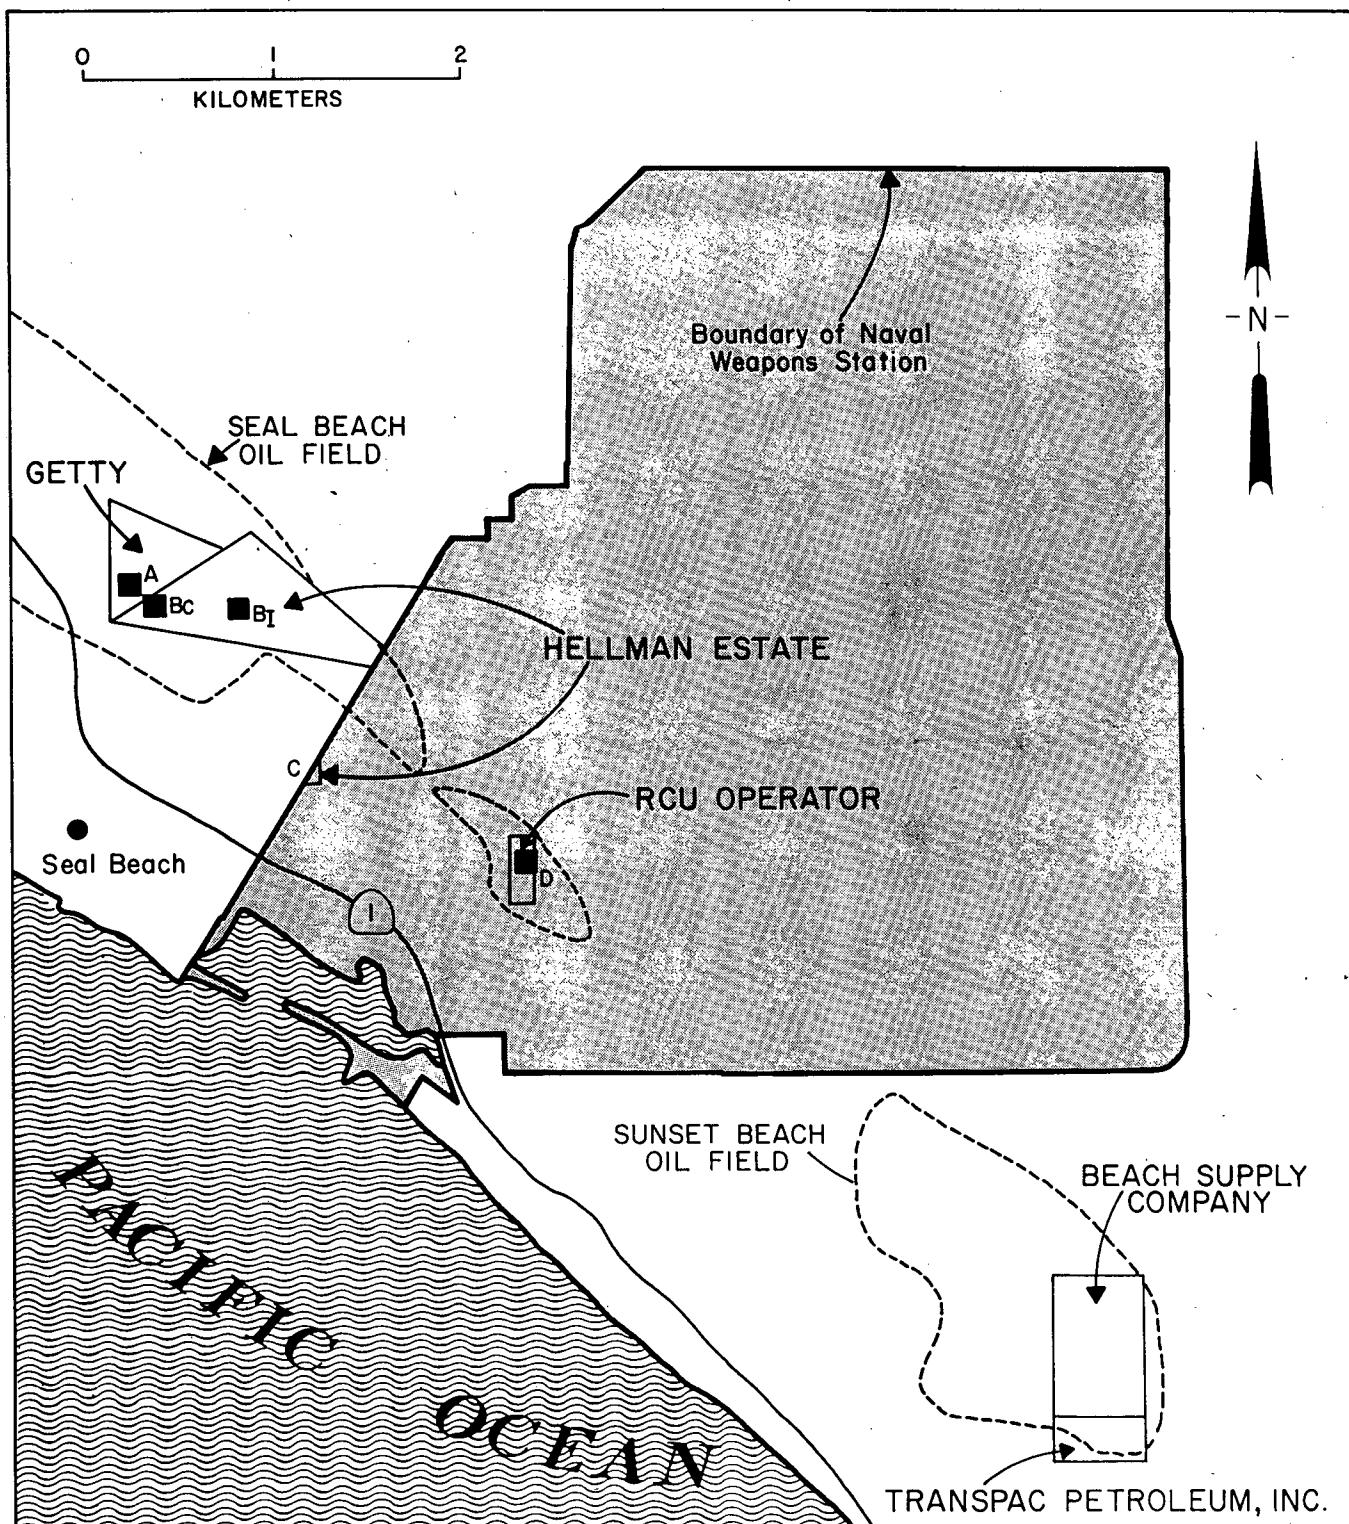 0 1 2
KILOMETERS
-N-
Boundary of Naval
Weapons Station
SEAL BEACH
OIL FIELD
GETTY
A
BC
BI
HELLMAN ESTATE
C
RCU OPERATOR
D
Seal Beach
1
SUNSET BEACH
OIL FIELD
BEACH SUPPLY
COMPANY
PACIFIC OCEAN
TRANSPAC PETROLEUM, INC.